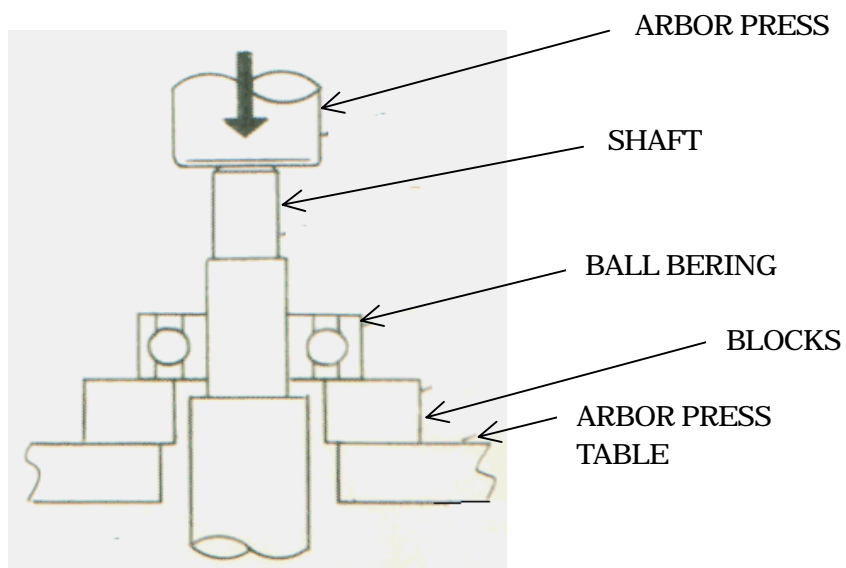 ARBOR PRESS
SHAFT
BALL BERING
BLOCKS
ARBOR PRESS
TABLE